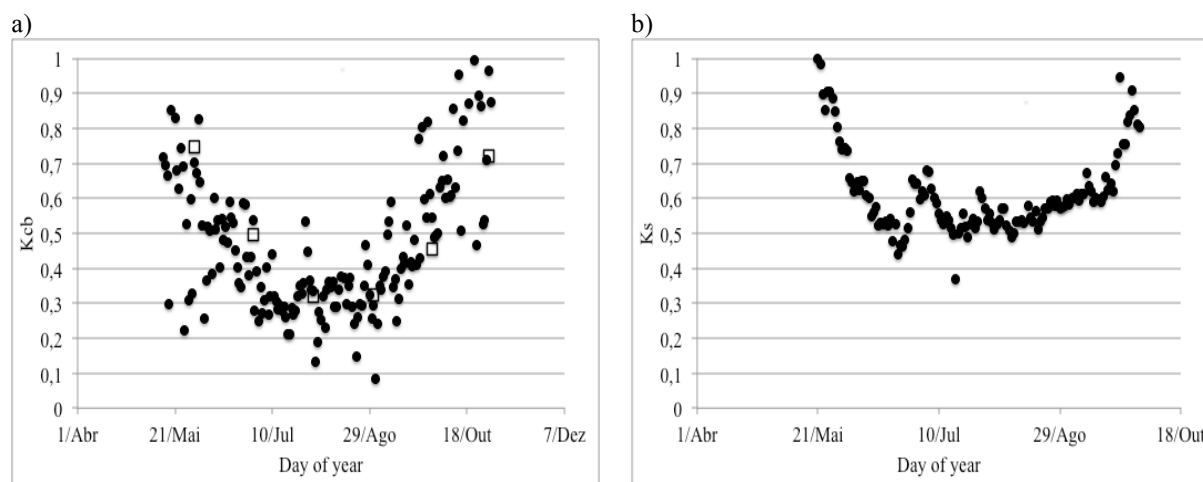 a)
1
0,9
0,8
0,7
0,6
0,5
0,4
0,3
0,2
0,1
0
Kcb
1/Abr 21/Mai 10/Jul 29/Ago 18/Out 7/Dez
Day of year
b)
1
0,9
0,8
0,7
0,6
0,5
0,4
0,3
0,2
0,1
0
Ks
1/Abr 21/Mai 10/Jul 29/Ago 18/Out
Day of year